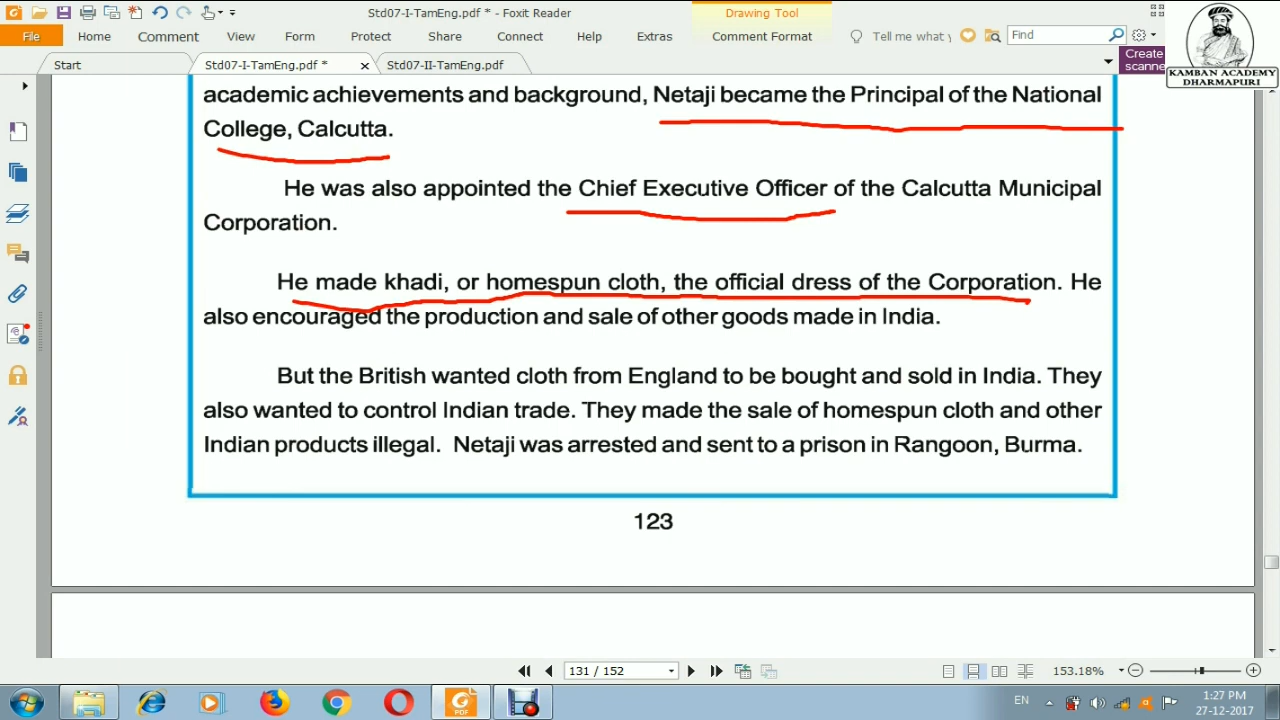 Std07-I-TamEng.pdf * - Foxit Reader
Drawing Tool
File Home Comment View Form Protect Share Connect Help Extras Comment Format Tell me what y Find
Start Std07-I-TamEng.pdf * Std07-II-TamEng.pdf
Create
scanne
KAMBAN ACADEMY
DHARMAPURI
academic achievements and background, Netaji became the Principal of the National
College, Calcutta.
He was also appointed the Chief Executive Officer of the Calcutta Municipal
Corporation.
He made khadi, or homespun cloth, the official dress of the Corporation. He
also encouraged the production and sale of other goods made in India.
But the British wanted cloth from England to be bought and sold in India. They
also wanted to control Indian trade. They made the sale of homespun cloth and other
Indian products illegal. Netaji was arrested and sent to a prison in Rangoon, Burma.
123
131 / 152
153.18%
EN
1:27 PM
27-12-2017